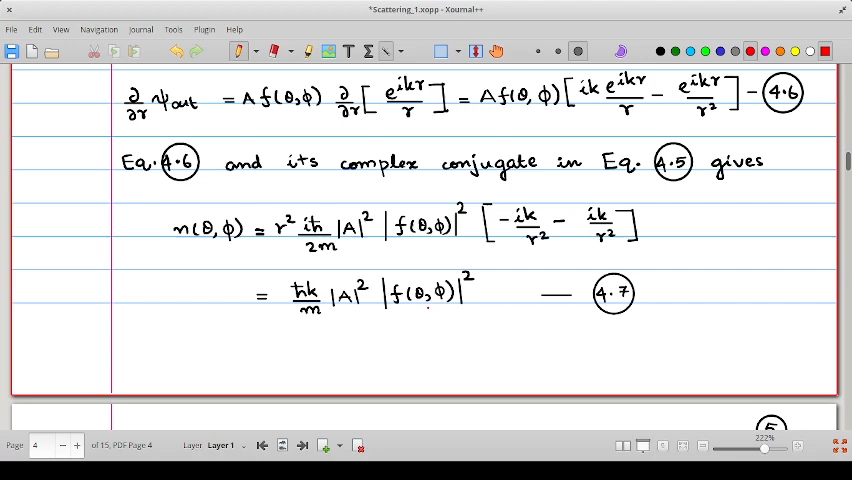 *Scattering_1.xopp - Xournal++
File Edit View Navigation Journal Tools Plugin Help
∂/∂r ψout = A f(θ,ϕ) ∂/∂r [e^{ikr}/r] = A f(θ,ϕ) [ik e^{ikr}/r − e^{ikr}/r²] – 4.6
Eq. 4.6 and its complex conjugate in Eq. 4.5 gives
n(θ,ϕ) = r² iħ/2m |A|² |f(θ,ϕ)|² [-ik/r² − ik/r²]
= ħk/m |A|² |f(θ,ϕ)|² — 4.7
5
Page 4 − + of 15, PDF Page 4 Layer Layer 1 222%